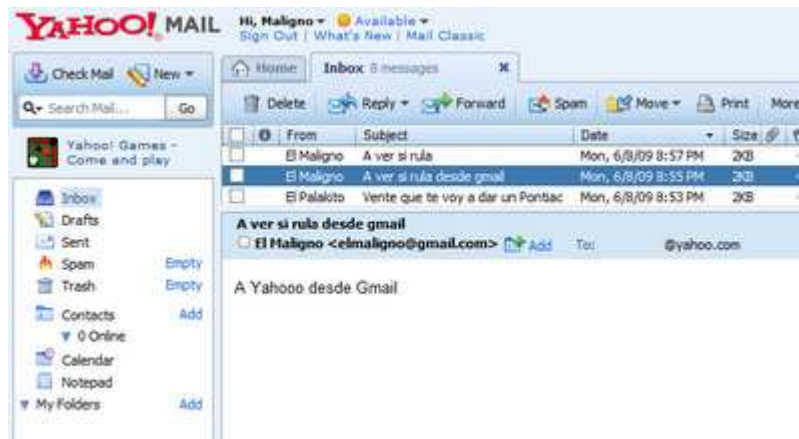 YAHOO! MAIL
Hi, Maligno Available
Sign Out | What's New | Mail Classic
Check Mail New
Home Inbox 8 messages
Search Mail... Go
Delete Reply Forward Spam Move Print More
From Subject Date Size
Yahoo! Games -
Come and play
El Maligno A ver si rula Mon, 6/8/09 8:57 PM 2KB
El Maligno A ver si rula desde gmail Mon, 6/8/09 8:55 PM 2KB
El Palakito Vente que te voy a dar un Pontiac Mon, 6/8/09 8:53 PM 2KB
Inbox
Drafts
Sent
Spam Empty
Trash Empty
Contacts Add
0 Online
Calendar
Notepad
My Folders Add
A ver si rula desde gmail
El Maligno <elmaligno@gmail.com> Add To: @yahoo.com
A Yahooo desde Gmail